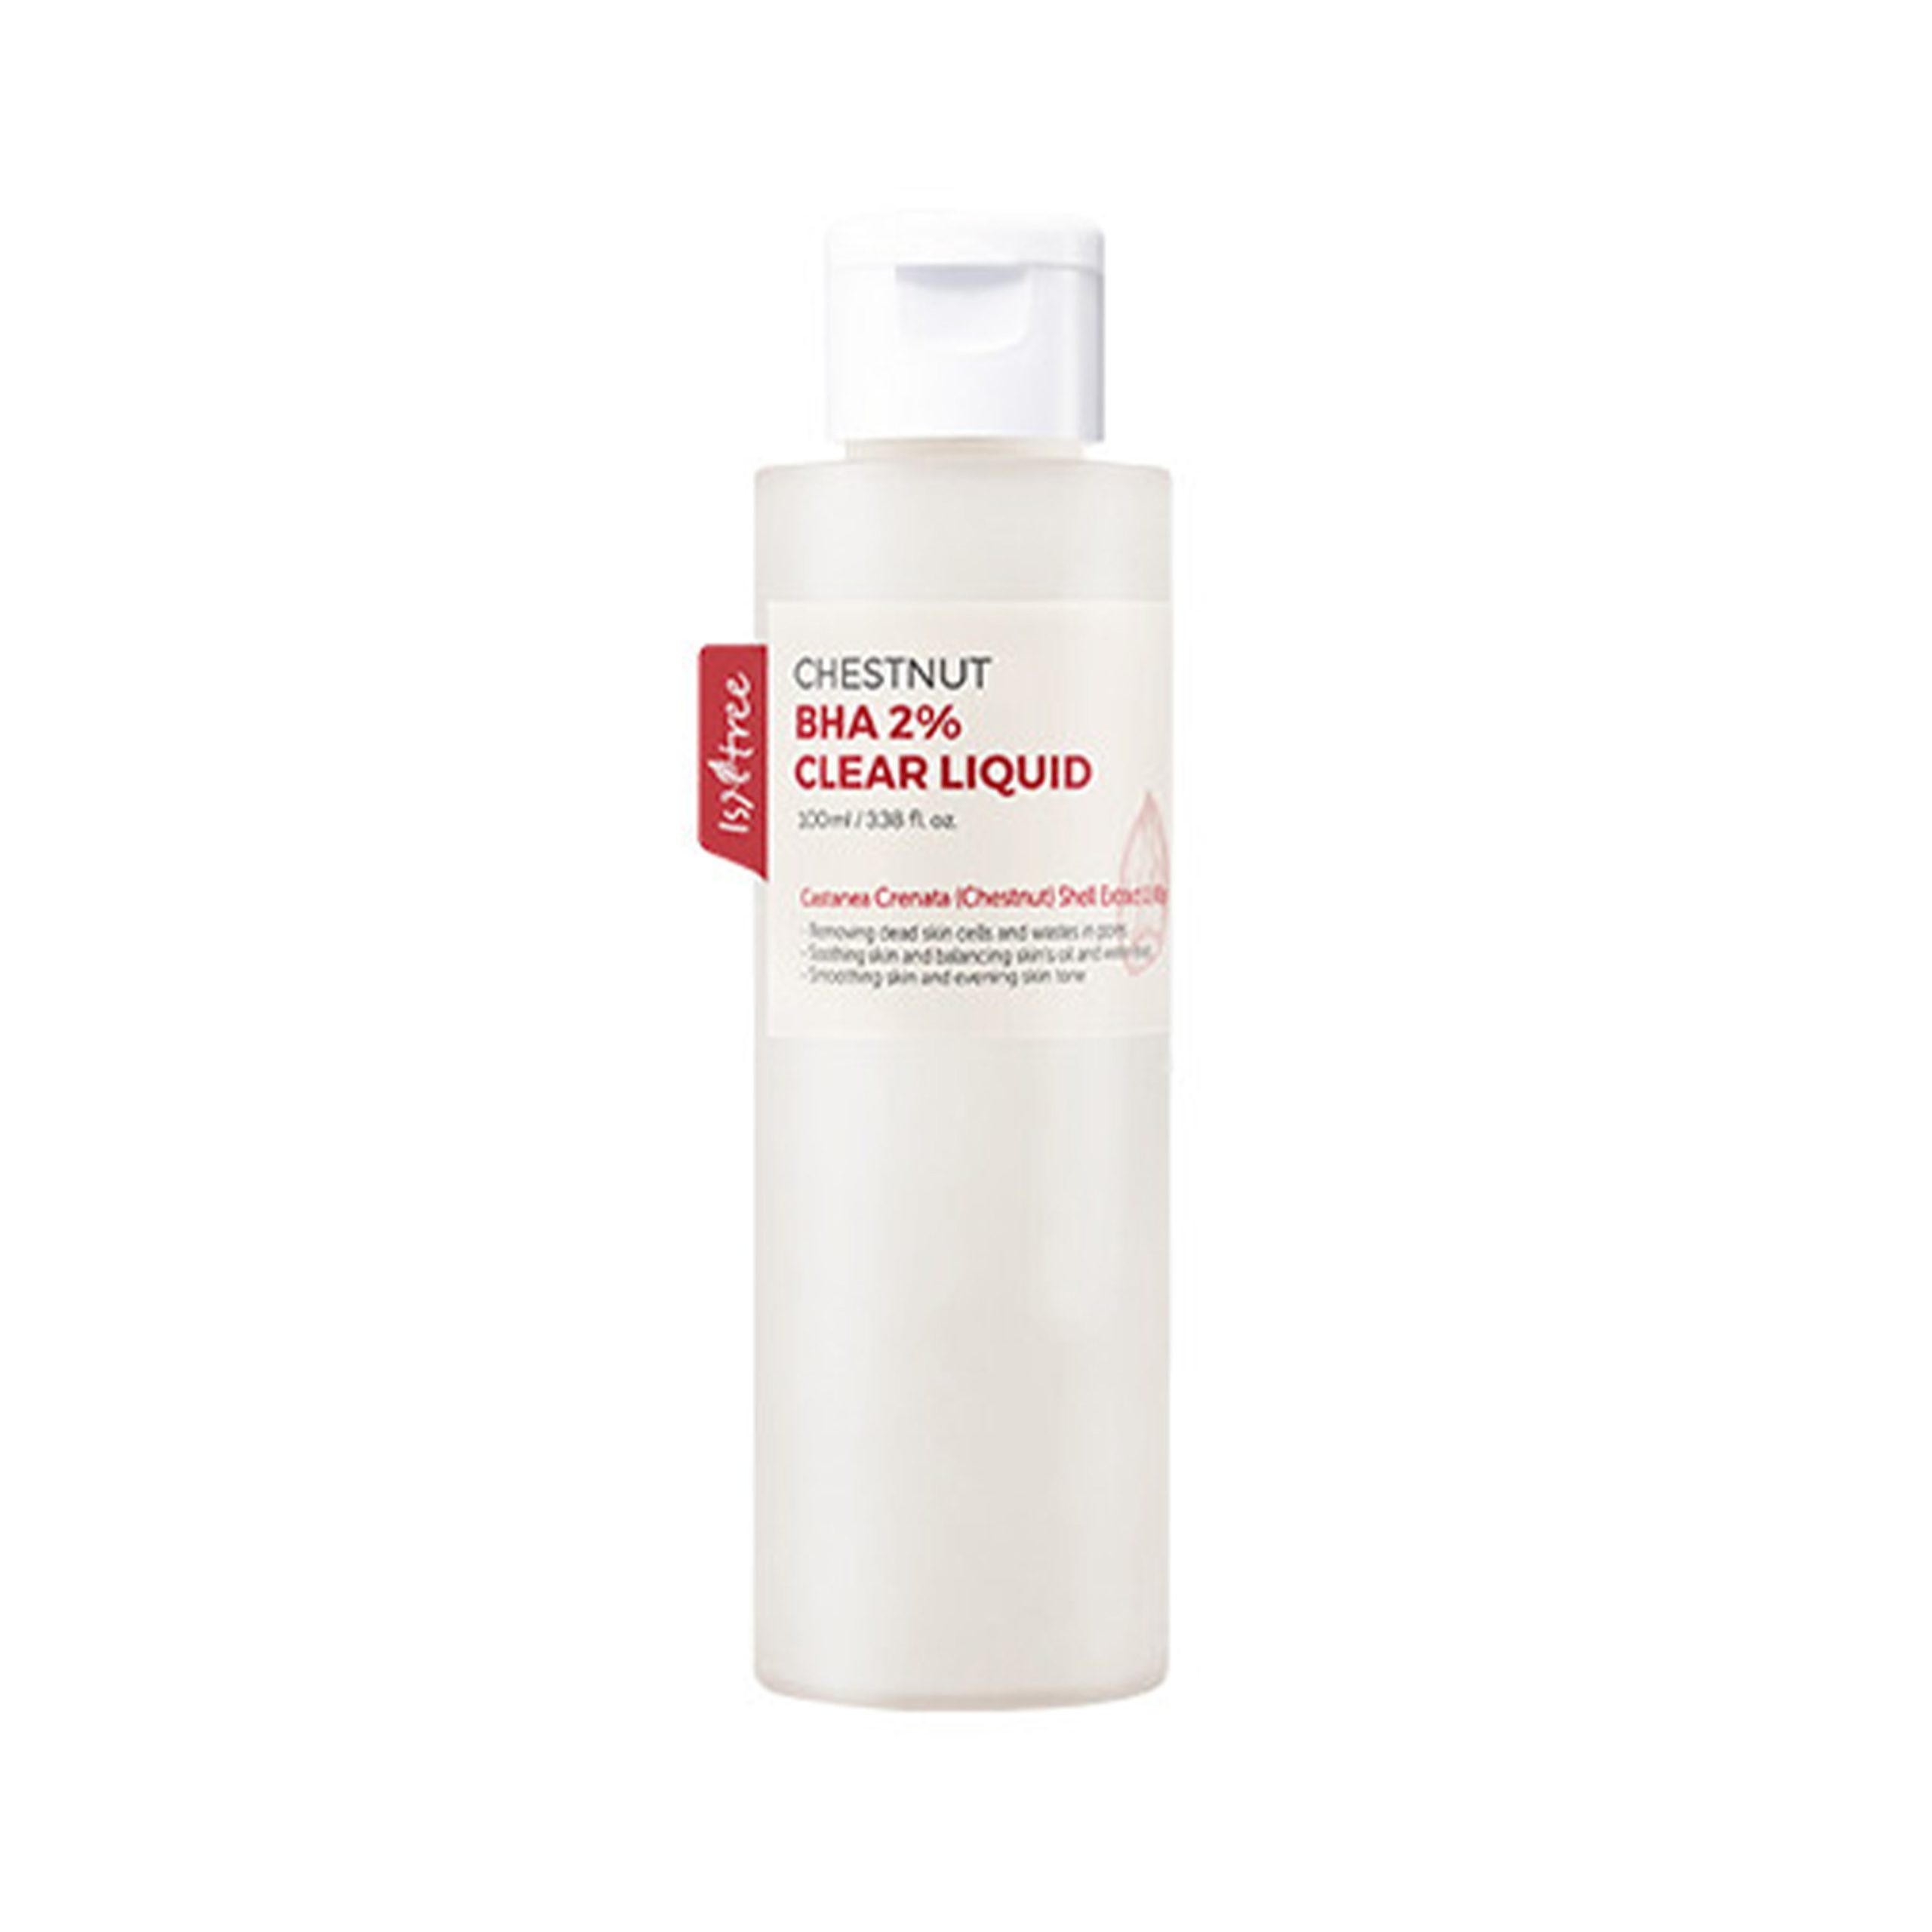 Isntree
CHESTNUT
BHA 2%
CLEAR LIQUID
100ml / 3.38 fl. oz.
Castanea Crenata (Chestnut) Shell Extract
- Removing dead skin cells and wastes in pores
- Soothing skin and balancing skin's oil and water
- Smoothing skin and evening skin tone